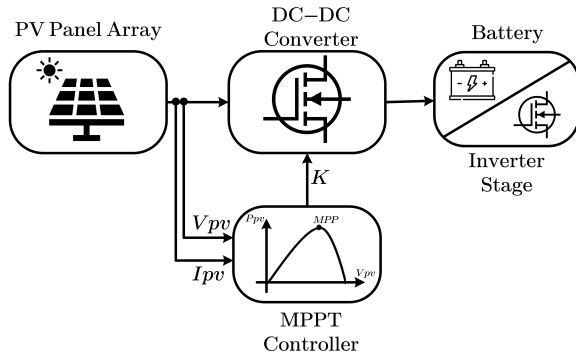 PV Panel Array
DC−DC
Converter
Battery
Inverter
Stage
K
Vpv
Ipv
Ppv
MPP
Vpv
MPPT
Controller